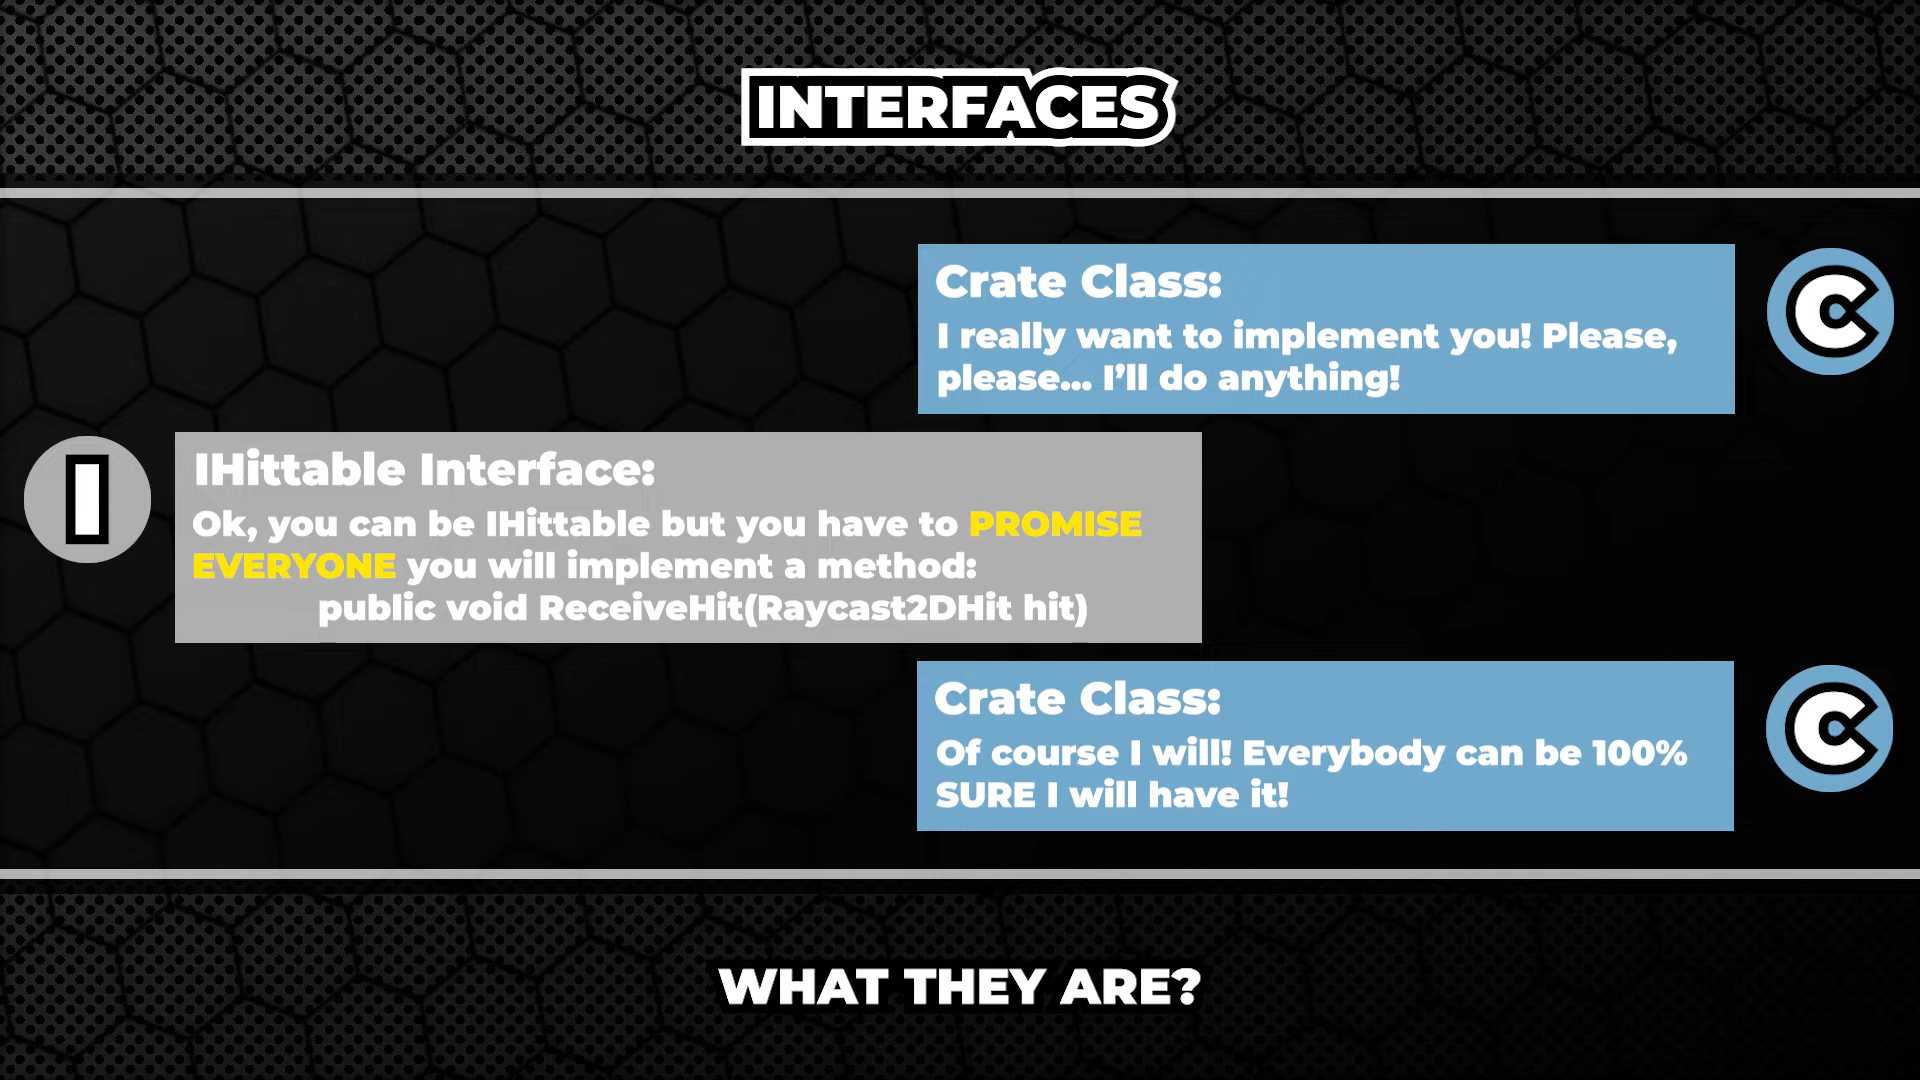 INTERFACES
Crate Class:
C
I really want to implement you! Please,
please... I'll do anything!
I
IHittable Interface:
Ok, you can be IHittable but you have to PROMISE
EVERYONE you will implement a method:
public void ReceiveHit(Raycast2DHit hit)
Crate Class:
C
Of course I will! Everybody can be 100%
SURE I will have it!
WHAT THEY ARE?